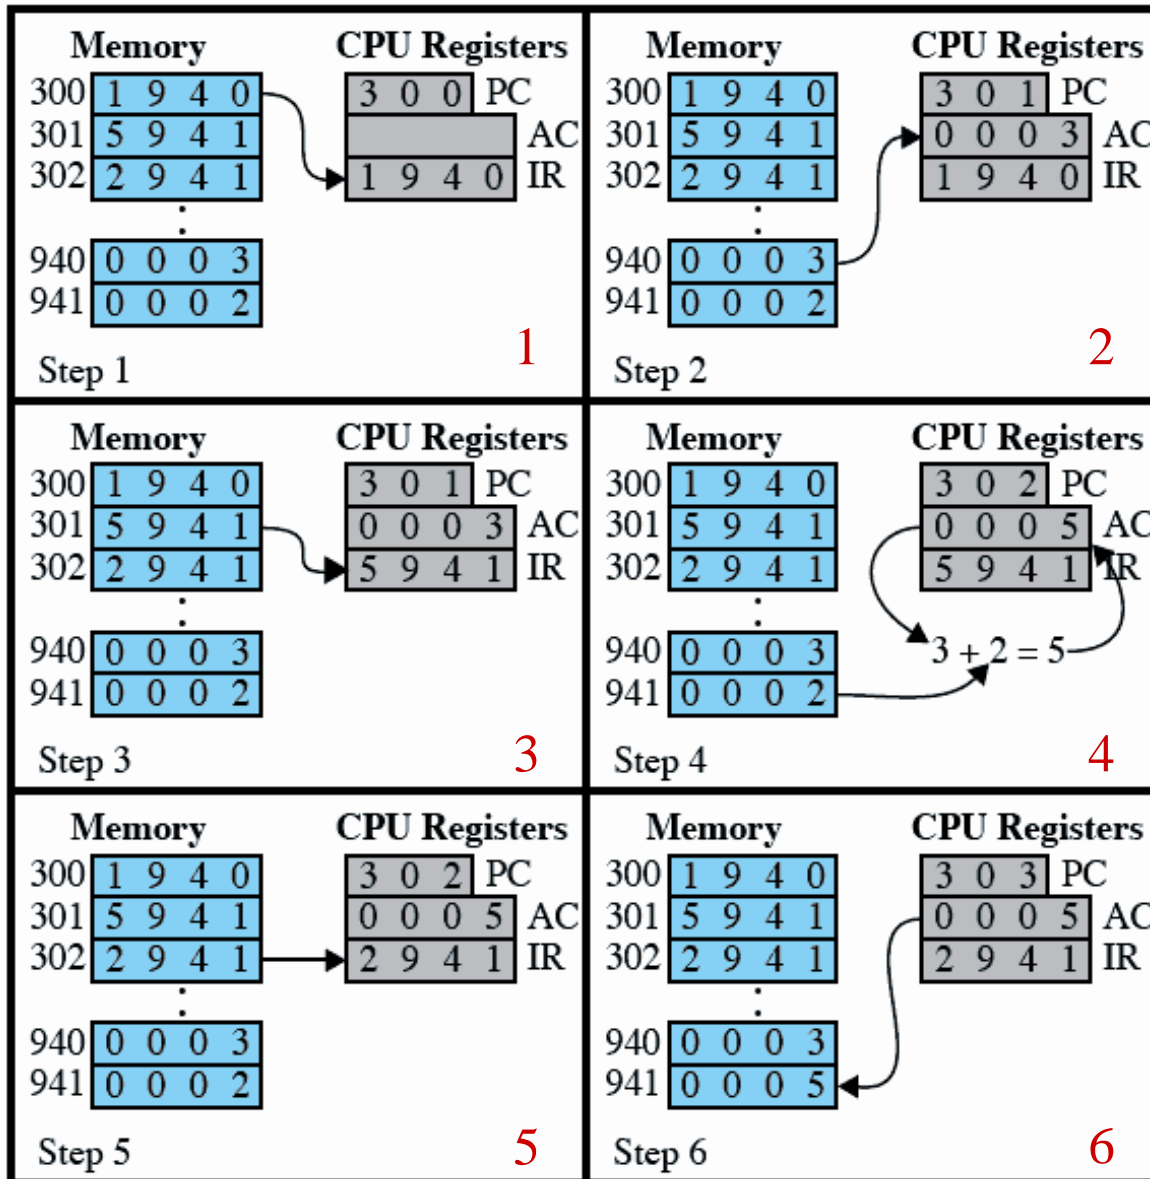 Memory CPU Registers
300 1 9 4 0 3 0 0 PC
301 5 9 4 1 AC
302 2 9 4 1 1 9 4 0 IR
940 0 0 0 3
941 0 0 0 2
Step 1 1
Memory CPU Registers
300 1 9 4 0 3 0 1 PC
301 5 9 4 1 0 0 0 3 AC
302 2 9 4 1 1 9 4 0 IR
940 0 0 0 3
941 0 0 0 2
Step 2 2
Memory CPU Registers
300 1 9 4 0 3 0 1 PC
301 5 9 4 1 0 0 0 3 AC
302 2 9 4 1 5 9 4 1 IR
940 0 0 0 3
941 0 0 0 2
Step 3 3
Memory CPU Registers
300 1 9 4 0 3 0 2 PC
301 5 9 4 1 0 0 0 5 AC
302 2 9 4 1 5 9 4 1 IR
940 0 0 0 3 3 + 2 = 5
941 0 0 0 2
Step 4 4
Memory CPU Registers
300 1 9 4 0 3 0 2 PC
301 5 9 4 1 0 0 0 5 AC
302 2 9 4 1 2 9 4 1 IR
940 0 0 0 3
941 0 0 0 2
Step 5 5
Memory CPU Registers
300 1 9 4 0 3 0 3 PC
301 5 9 4 1 0 0 0 5 AC
302 2 9 4 1 2 9 4 1 IR
940 0 0 0 3
941 0 0 0 5
Step 6 6